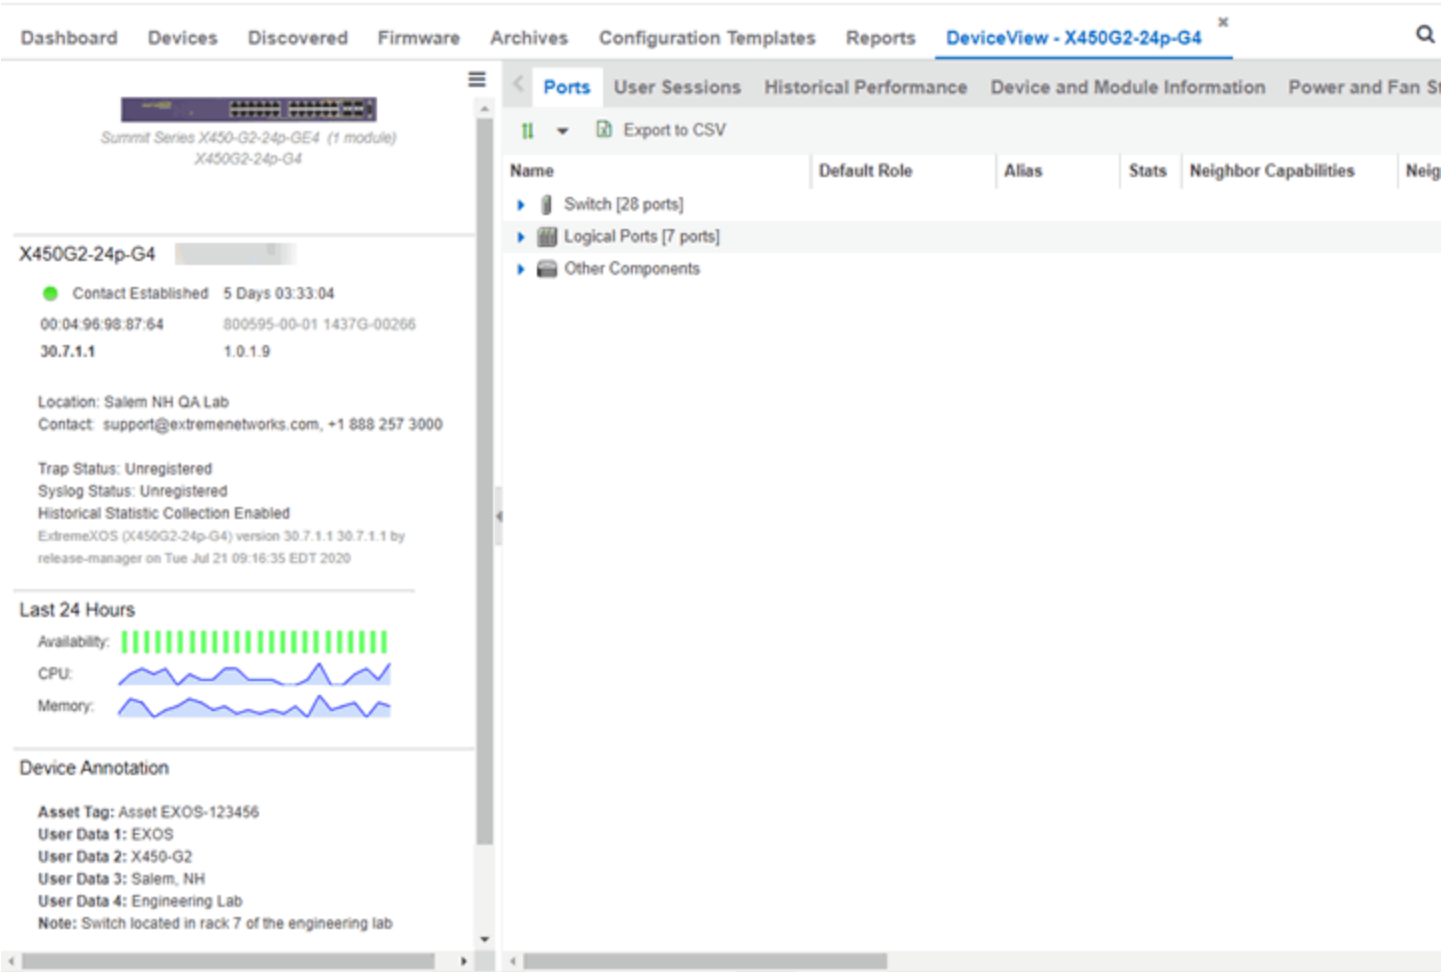 Dashboard Devices Discovered Firmware Archives Configuration Templates Reports DeviceView - X450G2-24p-G4
Summit Series X450-G2-24p-GE4 (1 module)
X450G2-24p-G4
X450G2-24p-G4
Contact Established 5 Days 03:33:04
00:04:96:98:87:64 800595-00-01 1437G-00266
30.7.1.1 1.0.1.9
Location: Salem NH QA Lab
Contact: support@extremenetworks.com, +1 888 257 3000
Trap Status: Unregistered
Syslog Status: Unregistered
Historical Statistic Collection Enabled
ExtremeXOS (X450G2-24p-G4) version 30.7.1.1 30.7.1.1 by
release-manager on Tue Jul 21 09:16:35 EDT 2020
Last 24 Hours
Availability:
CPU:
Memory:
Device Annotation
Asset Tag: Asset EXOS-123456
User Data 1: EXOS
User Data 2: X450-G2
User Data 3: Salem, NH
User Data 4: Engineering Lab
Note: Switch located in rack 7 of the engineering lab
Ports User Sessions Historical Performance Device and Module Information Power and Fan St
Export to CSV
Name Default Role Alias Stats Neighbor Capabilities Neig
Switch [28 ports]
Logical Ports [7 ports]
Other Components